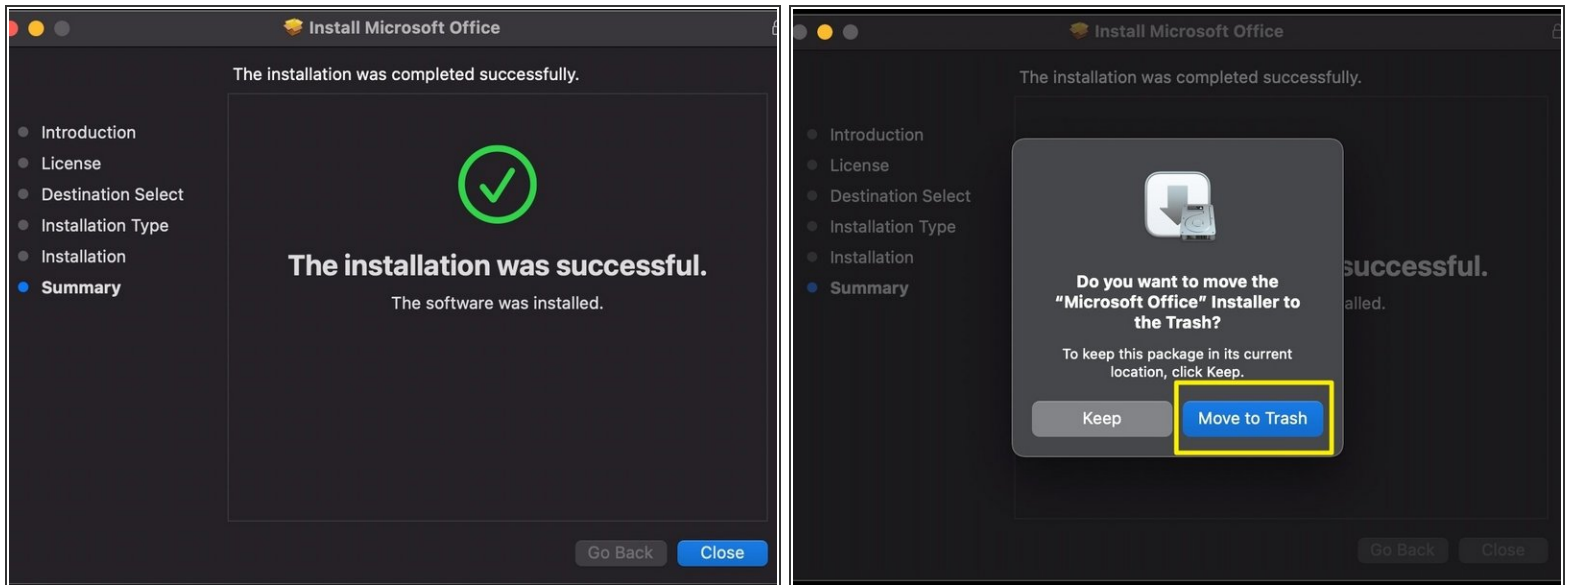 Install Microsoft Office
The installation was completed successfully.
Introduction
License
Destination Select
Installation Type
Installation
Summary
The installation was successful.
The software was installed.
Go Back
Close
Install Microsoft Office
The installation was completed successfully.
Introduction
License
Destination Select
Installation Type
Installation
Summary
successful.
alled.
Do you want to move the
“Microsoft Office” Installer to
the Trash?
To keep this package in its current
location, click Keep.
Keep
Move to Trash
Go Back
Close